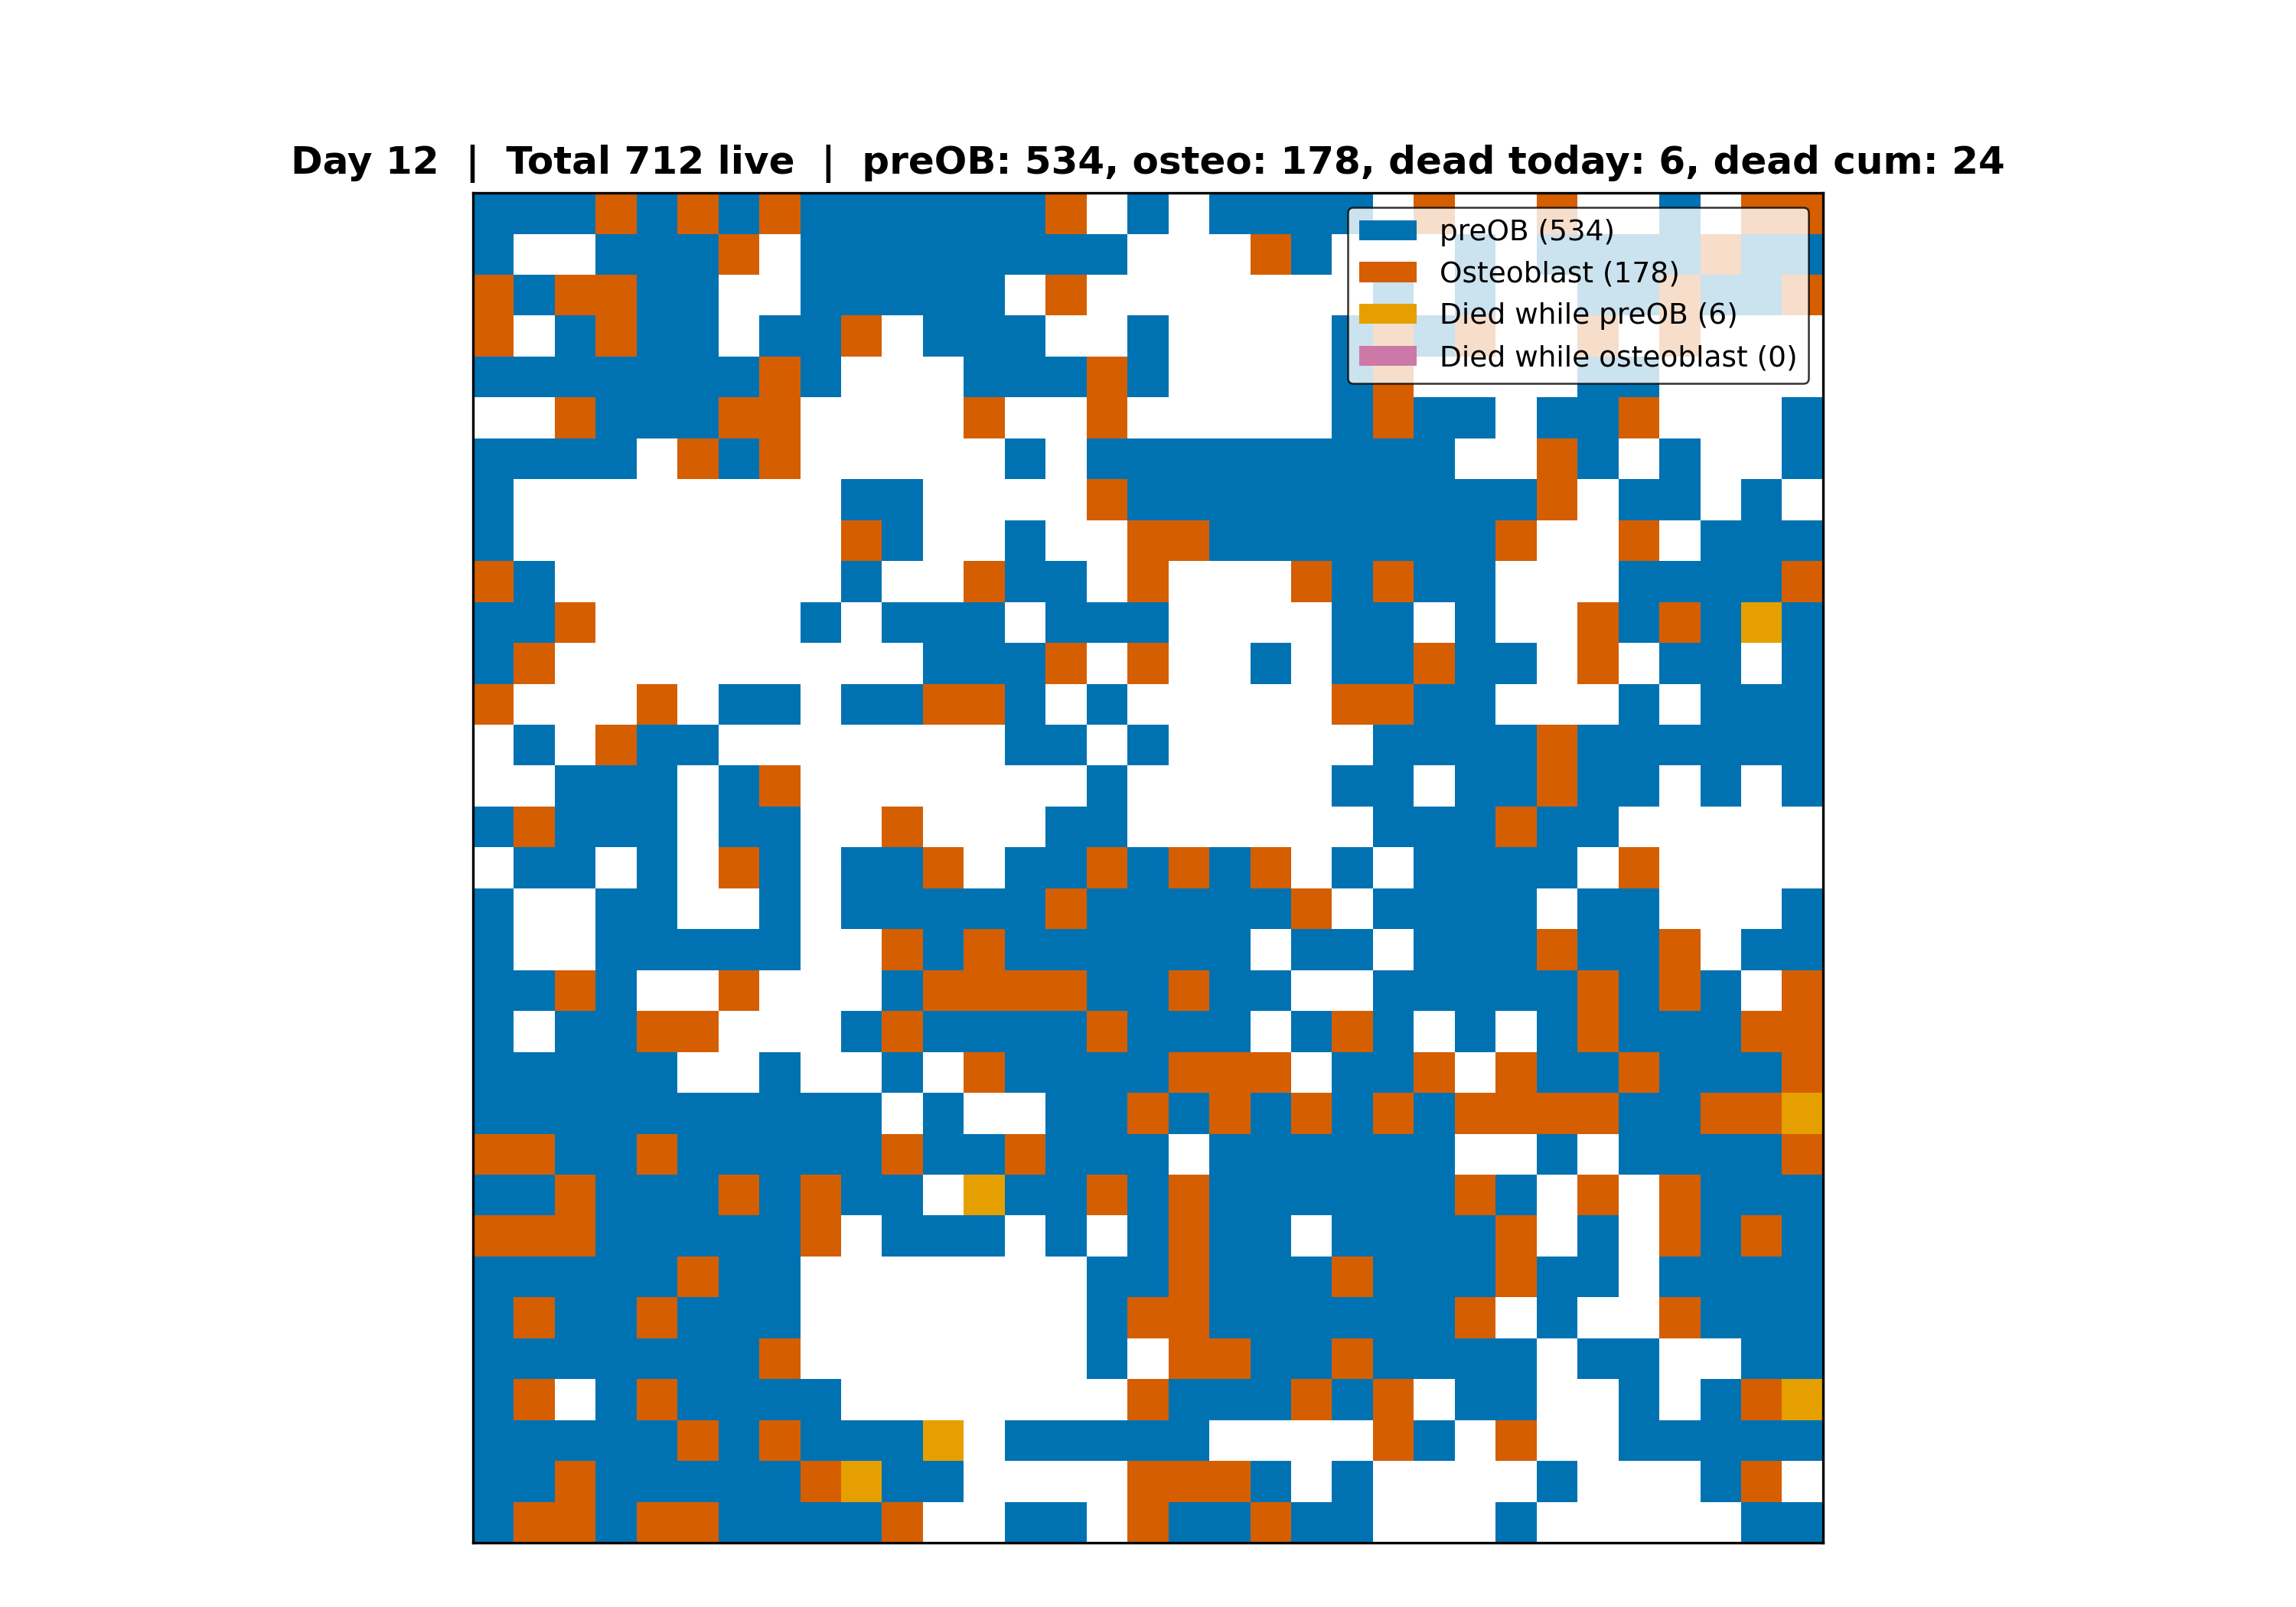 Day 12 | Total 712 live | preOB: 534, osteo: 178, dead today: 6, dead cum: 24
preOB (534)
Osteoblast (178)
Died while preOB (6)
Died while osteoblast (0)